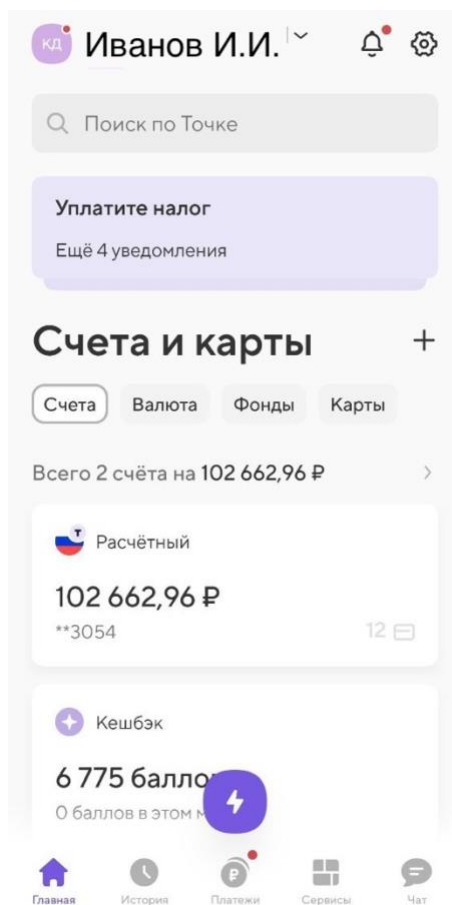 КД Иванов И.И.
Поиск по Точке
Уплатите налог
Ещё 4 уведомления
Счета и карты +
Счета Валюта Фонды Карты
Всего 2 счёта на 102 662,96 ₽
Расчётный
102 662,96 ₽
**3054 12
Кешбэк
6 775
0 баллов в этом
Главная История Платежи Сервисы Чат